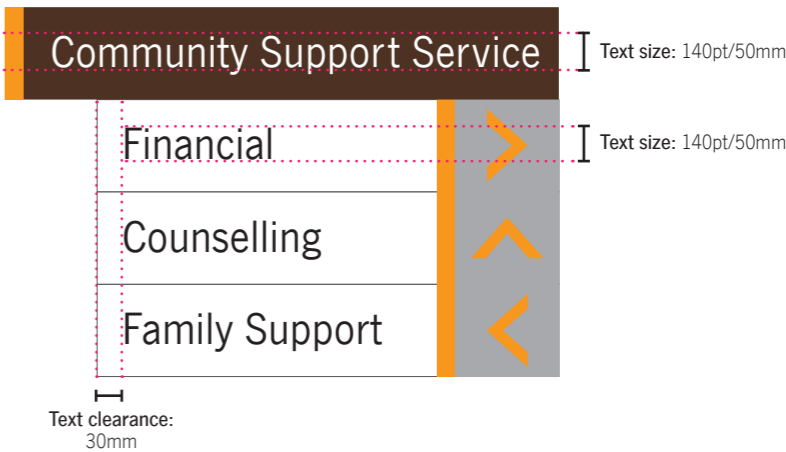 Community Support Service
Text size: 140pt/50mm
Financial
Text size: 140pt/50mm
Counselling
Family Support
Text clearance:
30mm